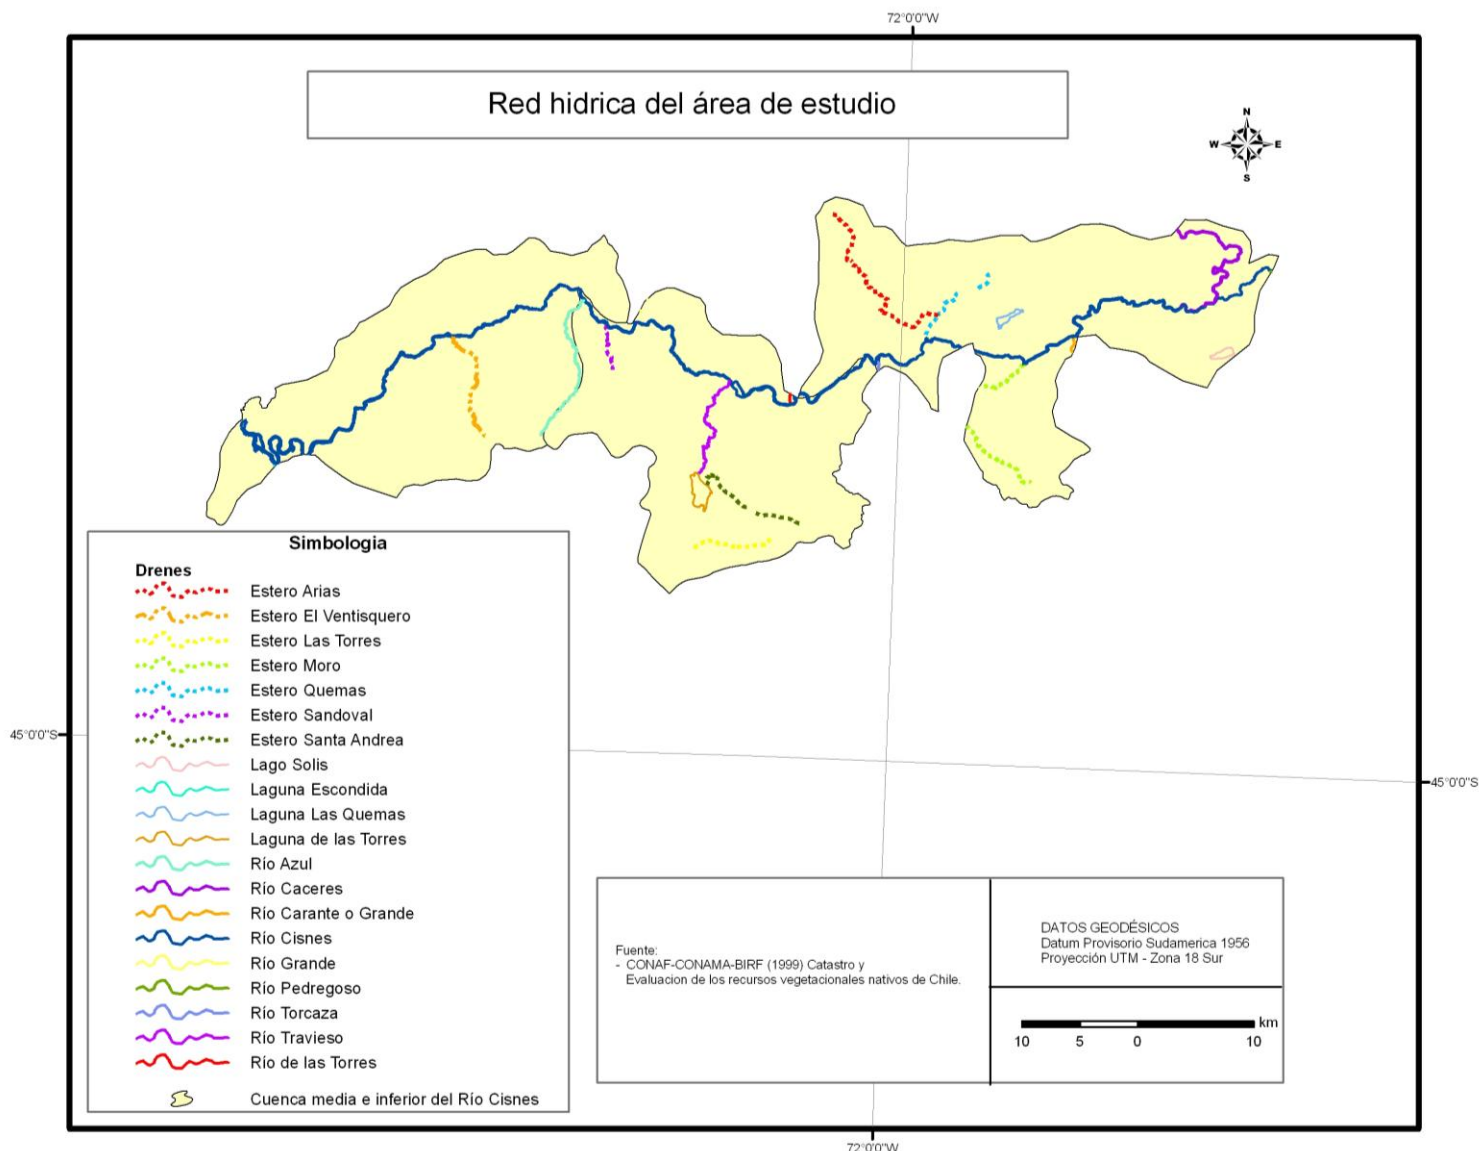 72°0'0"W
Red hidrica del área de estudio
N
W E
S
Simbologia
Drenes
Estero Arias
Estero El Ventisquero
Estero Las Torres
Estero Moro
Estero Quemas
Estero Sandoval
Estero Santa Andrea
Lago Solis
Laguna Escondida
Laguna Las Quemas
Laguna de las Torres
Río Azul
Río Caceres
Río Carante o Grande
Río Cisnes
Río Grande
Río Pedregoso
Río Torcaza
Río Travieso
Río de las Torres
Cuenca media e inferior del Río Cisnes
45°0'0"S
45°0'0"S
Fuente:
- CONAF-CONAMA-BIRF (1999) Catastro y
Evaluacion de los recursos vegetacionales nativos de Chile.
DATOS GEODÉSICOS
Datum Provisorio Sudamerica 1956
Proyección UTM - Zona 18 Sur
km
10 5 0 10
72°0'0"W